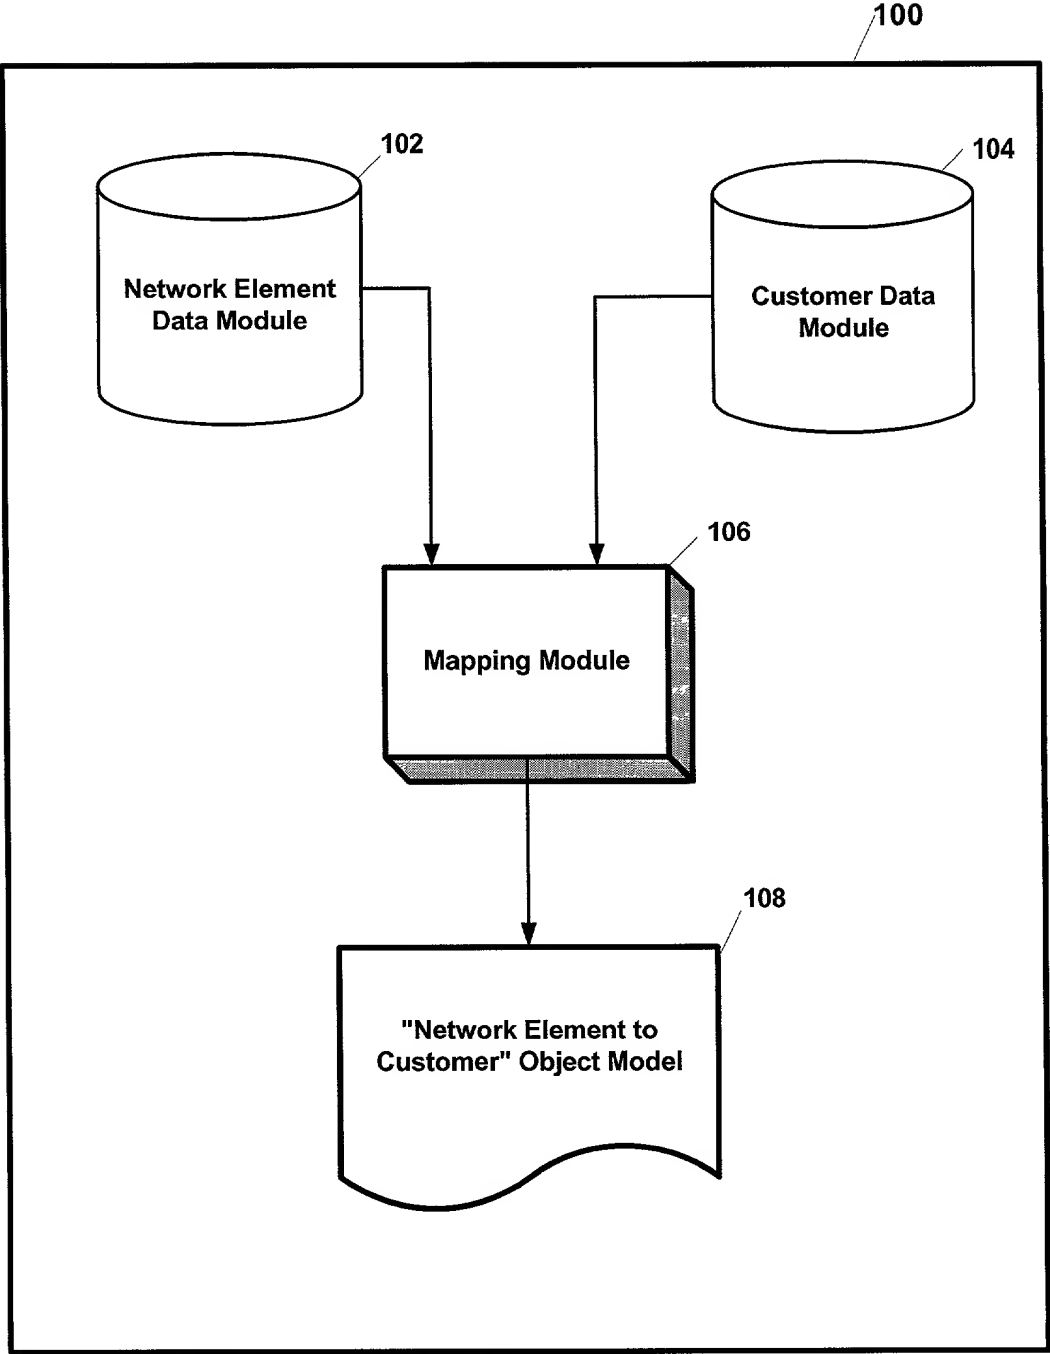 100
102
104
Network Element
Data Module
Customer Data
Module
106
Mapping Module
108
"Network Element to
Customer" Object Model